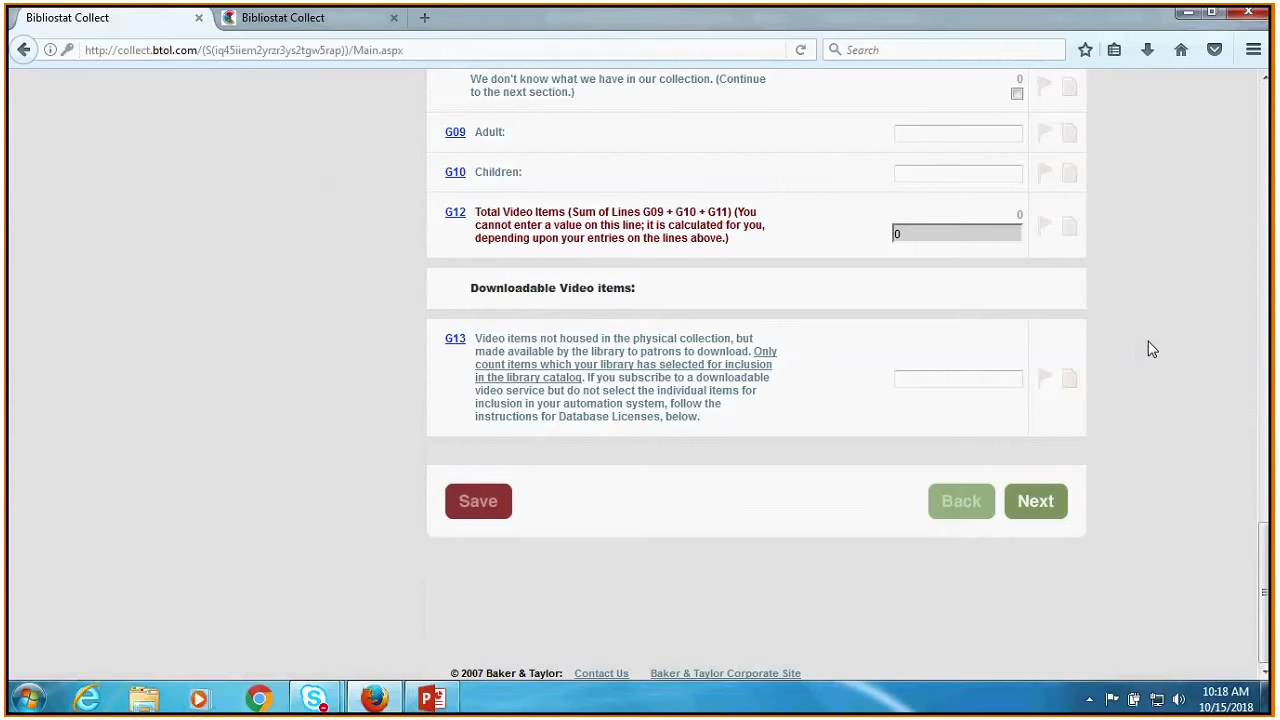 Bibliostat Collect
Bibliostat Collect
http://collect.btol.com/(S(iq45iiem2yrzr3ys2tgw5rap))/Main.aspx
Search
We don't know what we have in our collection. (Continue
to the next section.)
0
G09 Adult:
G10 Children:
G12 Total Video Items (Sum of Lines G09 + G10 + G11) (You
cannot enter a value on this line; it is calculated for you,
depending upon your entries on the lines above.)
0
0
Downloadable Video items:
G13 Video items not housed in the physical collection, but
made available by the library to patrons to download. Only
count items which your library has selected for inclusion
in the library catalog. If you subscribe to a downloadable
video service but do not select the individual items for
inclusion in your automation system, follow the
instructions for Database Licenses, below.
Save
Back
Next
© 2007 Baker & Taylor: Contact Us Baker & Taylor Corporate Site
10:18 AM
10/15/2018